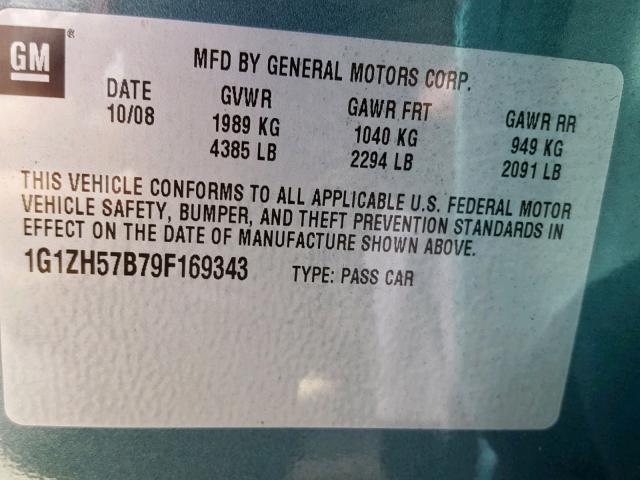 GM®
MFD BY GENERAL MOTORS CORP.
DATE GVWR GAWR FRT GAWR RR
10/08 1989 KG 1040 KG 949 KG
4385 LB 2294 LB 2091 LB
THIS VEHICLE CONFORMS TO ALL APPLICABLE U.S. FEDERAL MOTOR
VEHICLE SAFETY, BUMPER, AND THEFT PREVENTION STANDARDS IN
EFFECT ON THE DATE OF MANUFACTURE SHOWN ABOVE.
1G1ZH57B79F169343 TYPE: PASS CAR